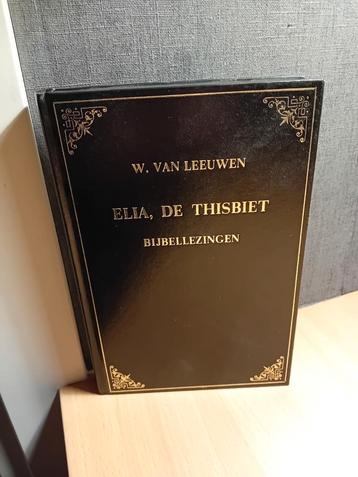 W. VAN LEEUWEN
ELIA, DE THISBIET
BIJBELLEZINGEN